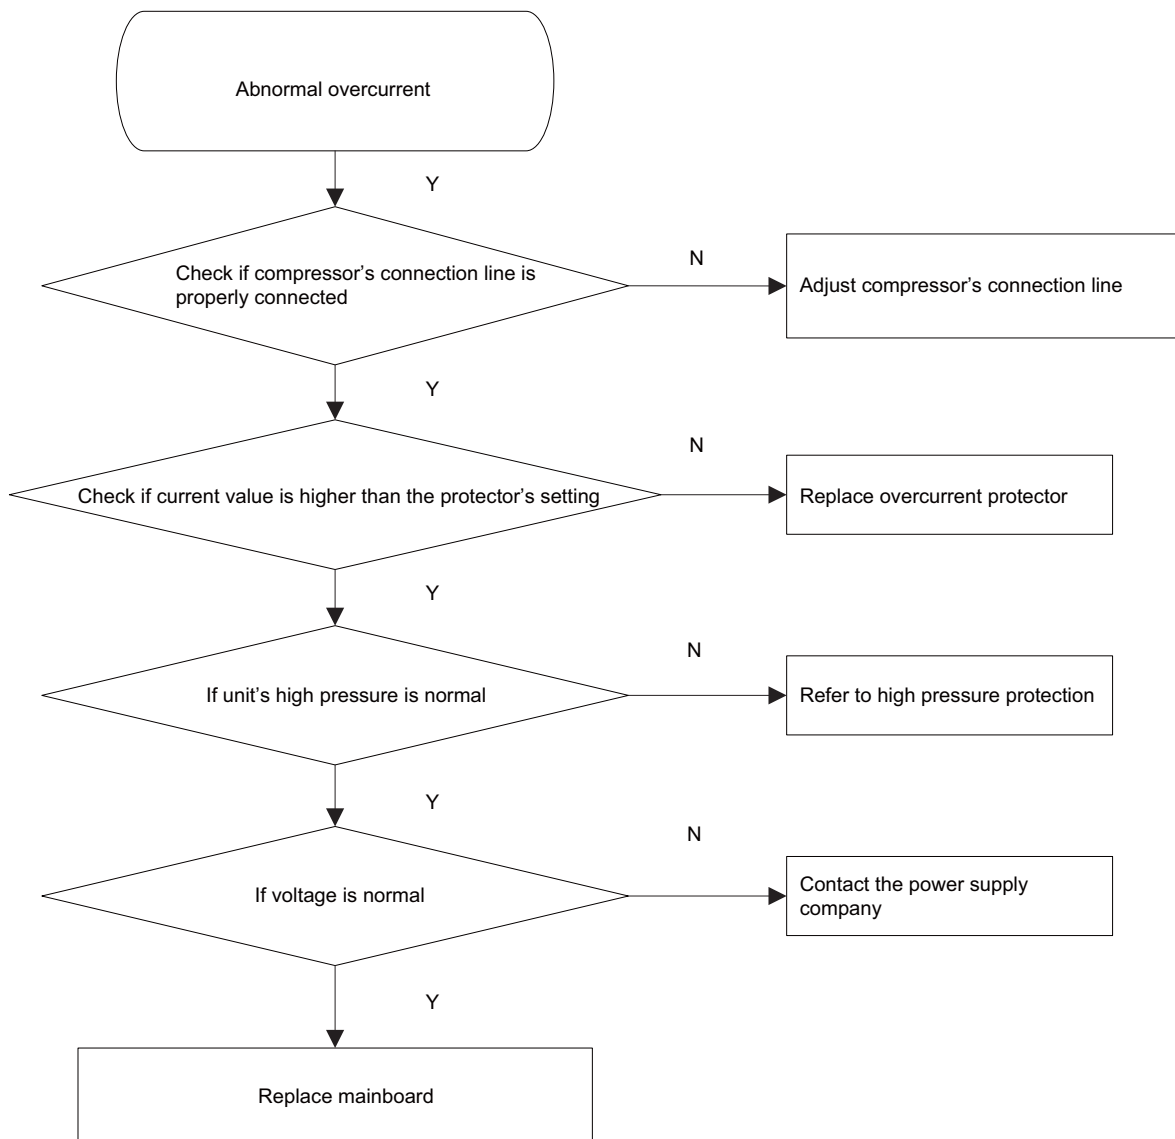 Abnormal overcurrent
Y
Check if compressor’s connection line is
properly connected
N
Adjust compressor’s connection line
Y
Check if current value is higher than the protector’s setting
N
Replace overcurrent protector
Y
If unit’s high pressure is normal
N
Refer to high pressure protection
Y
If voltage is normal
N
Contact the power supply
company
Y
Replace mainboard